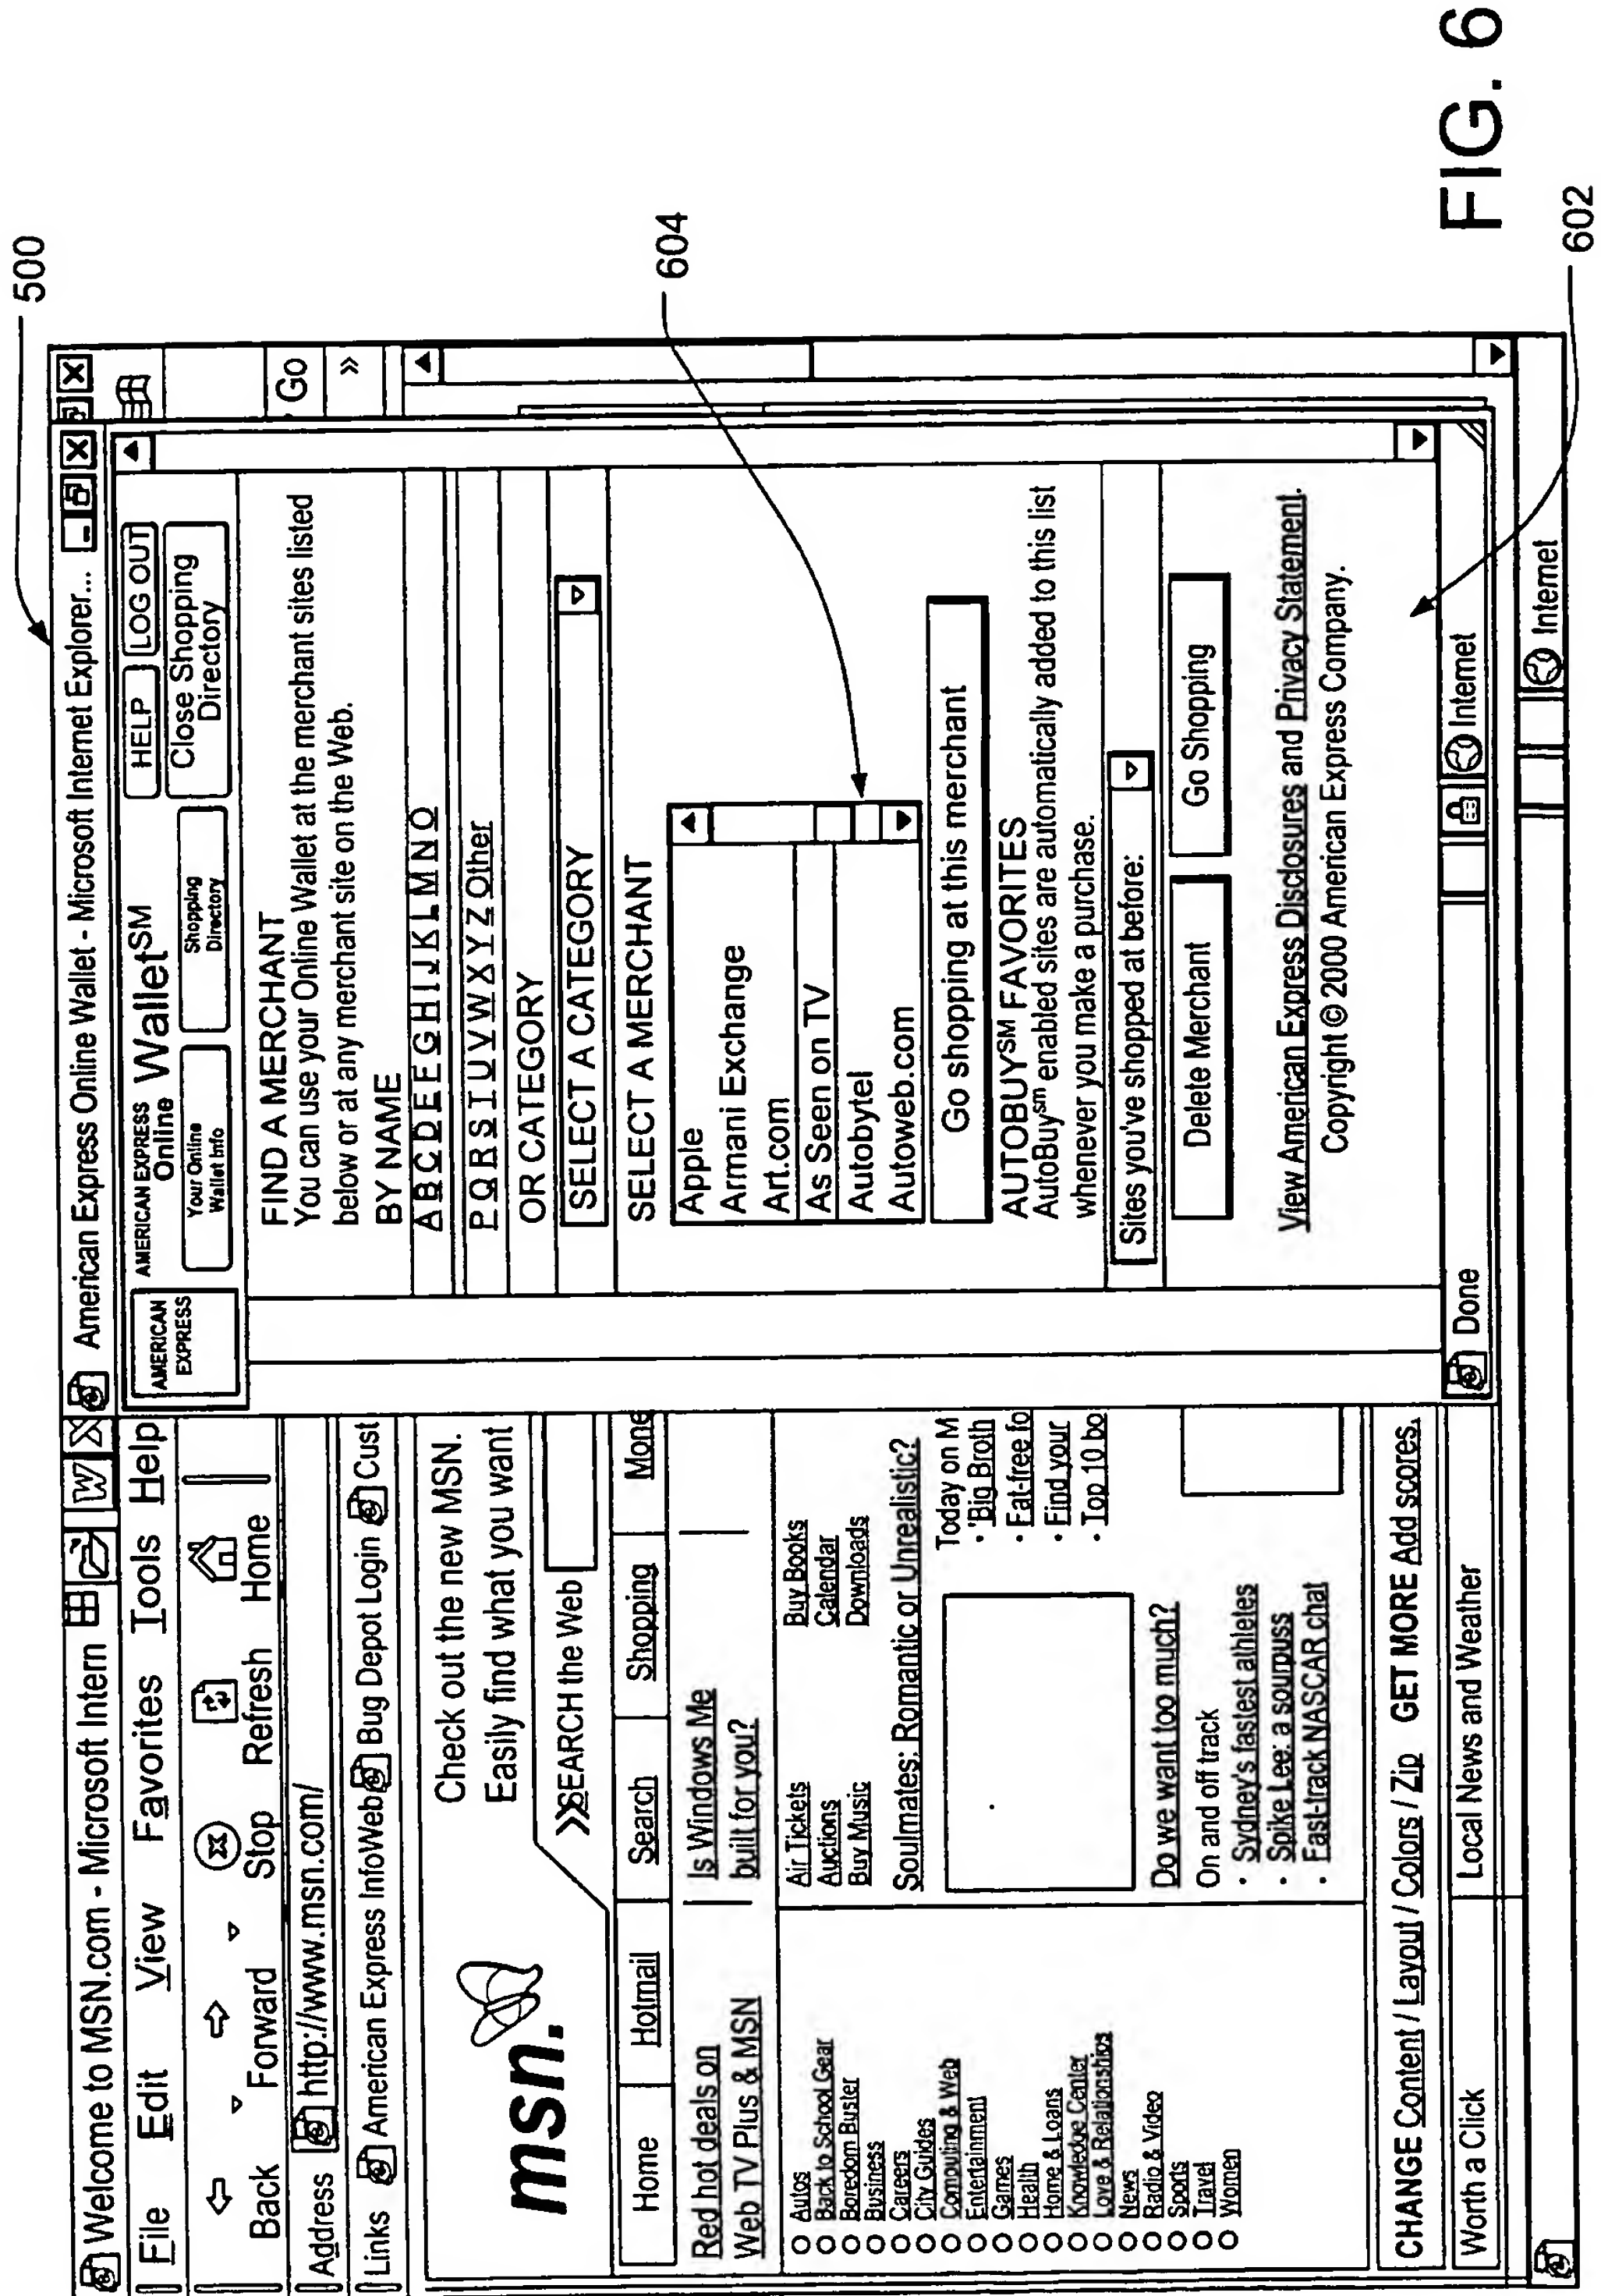 Welcome to MSN.com - Microsoft Intern
File Edit View Favorites Tools Help
Back Forward Stop Refresh Home
Address http://www.msn.com/
Go
Links American Express InfoWeb Bug Depot Login Cust
»
msn.
Check out the new MSN.
Easily find what you want
SEARCH the Web
Home Hotmail Search Shopping Mone
Red hot deals on
Web TV Plus & MSN
Is Windows Me
built for you?
Autos
Back to School Gear
Boredom Buster
Business
Careers
City Guides
Computing & Web
Entertainment
Games
Health
Home & Loans
Knowledge Center
Love & Relationships
News
Radio & Video
Sports
Travel
Women
Air Tickets
Auctions
Buy Music
Buy Books
Calendar
Downloads
Soulmates: Romantic or Unrealistic?
Today on M
· 'Big Broth
· Fat-free fo
· Find your
· Top 10 bo
Do we want too much?
On and off track
· Sydney's fastest athletes
· Spike Lee: a sourpuss
· Fast-track NASCAR chat
CHANGE Content / Layout / Colors / Zip GET MORE Add scores.
Worth a Click
Local News and Weather
Internet
American Express Online Wallet - Microsoft Internet Explorer...
AMERICAN
EXPRESS
AMERICAN EXPRESS
Online WalletSM
HELP LOG OUT
Your Online
Wallet Info
Shopping
Directory
Close Shopping
Directory
FIND A MERCHANT
You can use your Online Wallet at the merchant sites listed
below or at any merchant site on the Web.
BY NAME
A B C D E E G H I J K L M N O
P Q R S T U V W X Y Z Other
OR CATEGORY
SELECT A CATEGORY
SELECT A MERCHANT
Apple
Armani Exchange
Art.com
As Seen on TV
Autobytel
Autoweb.com
Go shopping at this merchant
AUTOBUYSM FAVORITES
AutoBuysm enabled sites are automatically added to this list
whenever you make a purchase.
Sites you've shopped at before:
Delete Merchant
Go Shopping
View American Express Disclosures and Privacy Statement.
Copyright © 2000 American Express Company.
Done
Internet
500
604
602
FIG. 6